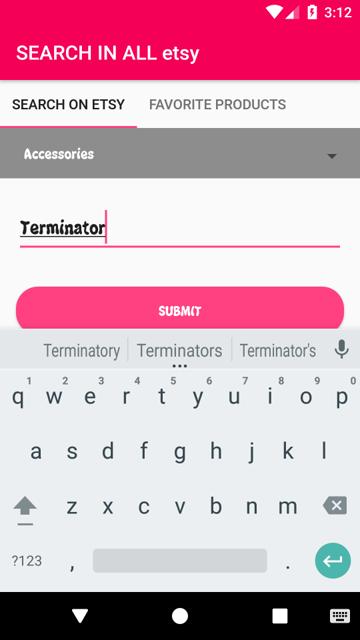 3:12
SEARCH IN ALL etsy
SEARCH ON ETSY FAVORITE PRODUCTS
Accessories
Terminator
SUBMIT
Terminatory Terminators Terminator's
1 2 3 4 5 6 7 8 9 0
q w e r t y u i o p
a s d f g h j k l
z x c v b n m
?123 , .